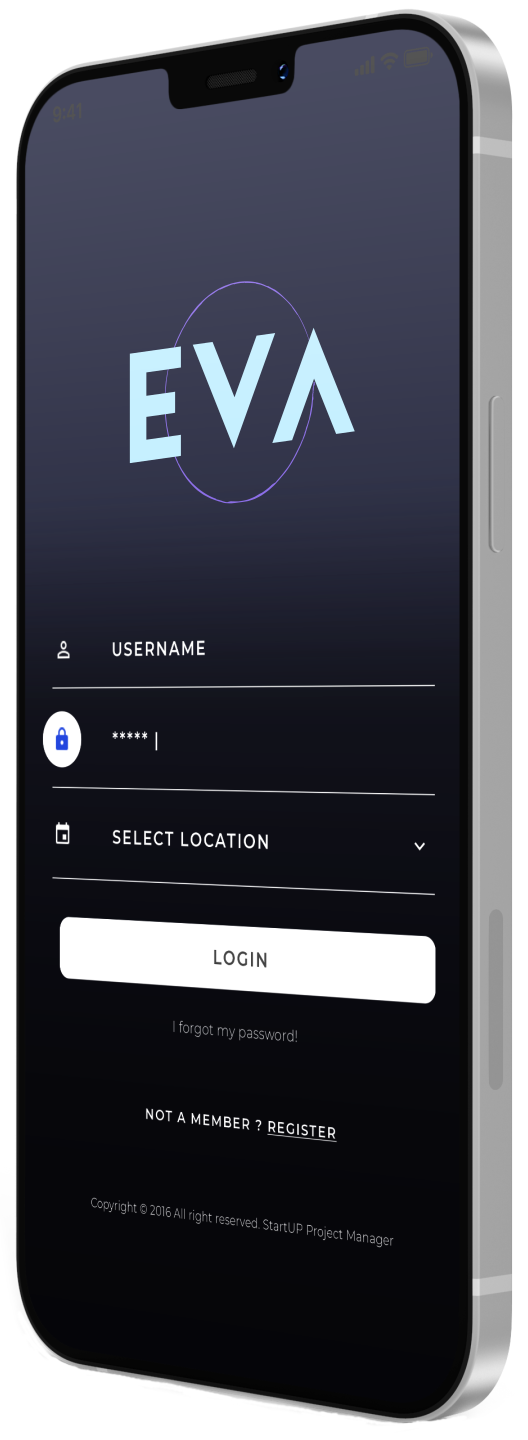 9:41
EVA
USERNAME
***** |
SELECT LOCATION
LOGIN
I forgot my password!
NOT A MEMBER ? REGISTER
Copyright © 2016 All right reserved. StartUP Project Manager